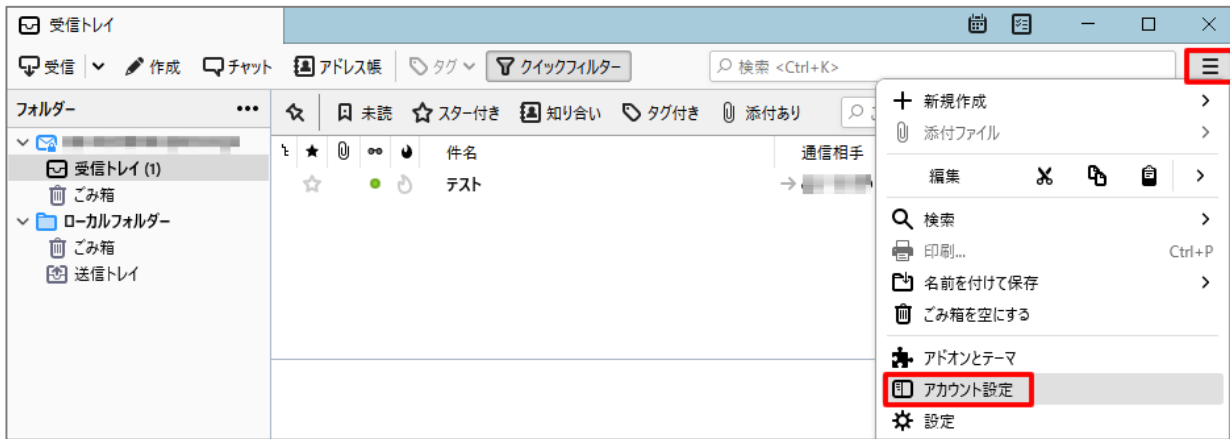 受信トレイ
受信 作成 チャット アドレス帳 タグ クイックフィルター 検索 <Ctrl+K>
フォルダー ••• 未読 スター付き 知り合い タグ付き 添付あり
件名 通信相手
受信トレイ (1)
テスト
ごみ箱
ローカルフォルダー
ごみ箱
送信トレイ
新規作成
添付ファイル
編集
検索
印刷... Ctrl+P
名前を付けて保存
ごみ箱を空にする
アドオンとテーマ
アカウント設定
設定